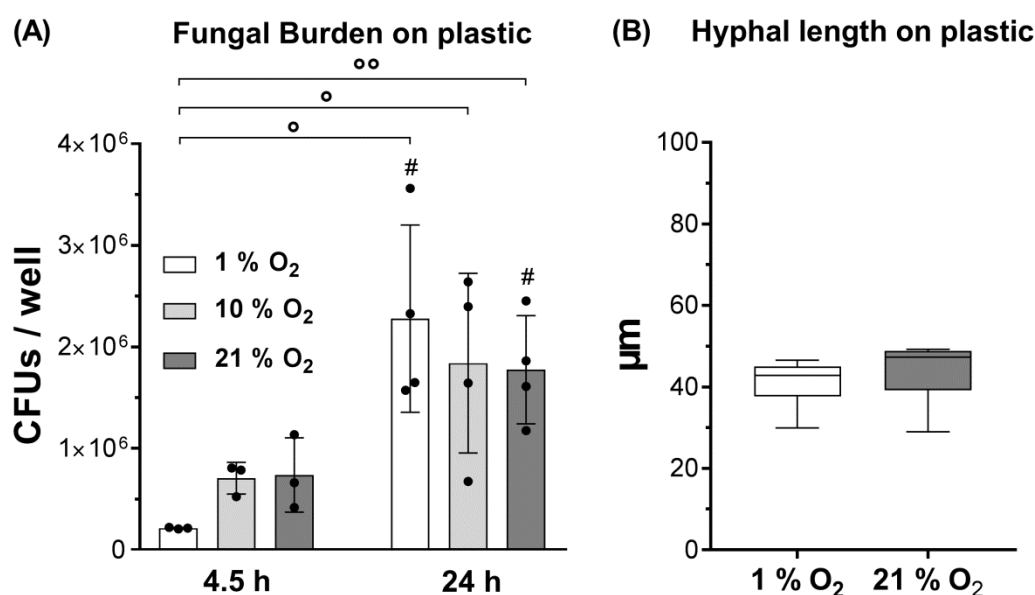 (A) Fungal Burden on plastic
°°
°
°
CFUs / well
4×10⁶
3×10⁶
2×10⁶
1×10⁶
0
#
#
1 % O₂
10 % O₂
21 % O₂
4.5 h
24 h
(B) Hyphal length on plastic
µm
100
80
60
40
20
0
1 % O₂
21 % O₂